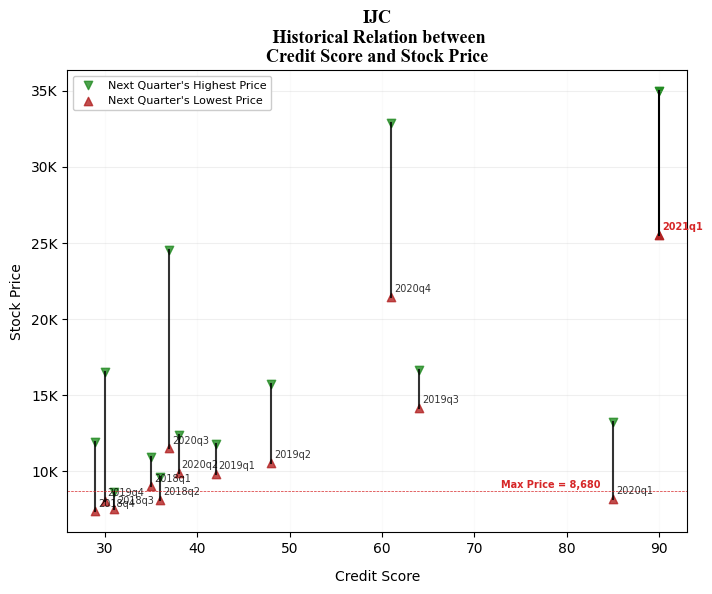 IJC
Historical Relation between
Credit Score and Stock Price
Next Quarter's Highest Price
Next Quarter's Lowest Price
35K
30K
25K
20K
15K
10K
Stock Price
2021q1
2020q4
2019q3
2020q3
2019q2
2020q2
2019q1
2018q1
Max Price = 8,680
2019q4
2018q2
2020q1
2018q3
2018q4
30
40
50
60
70
80
90
Credit Score